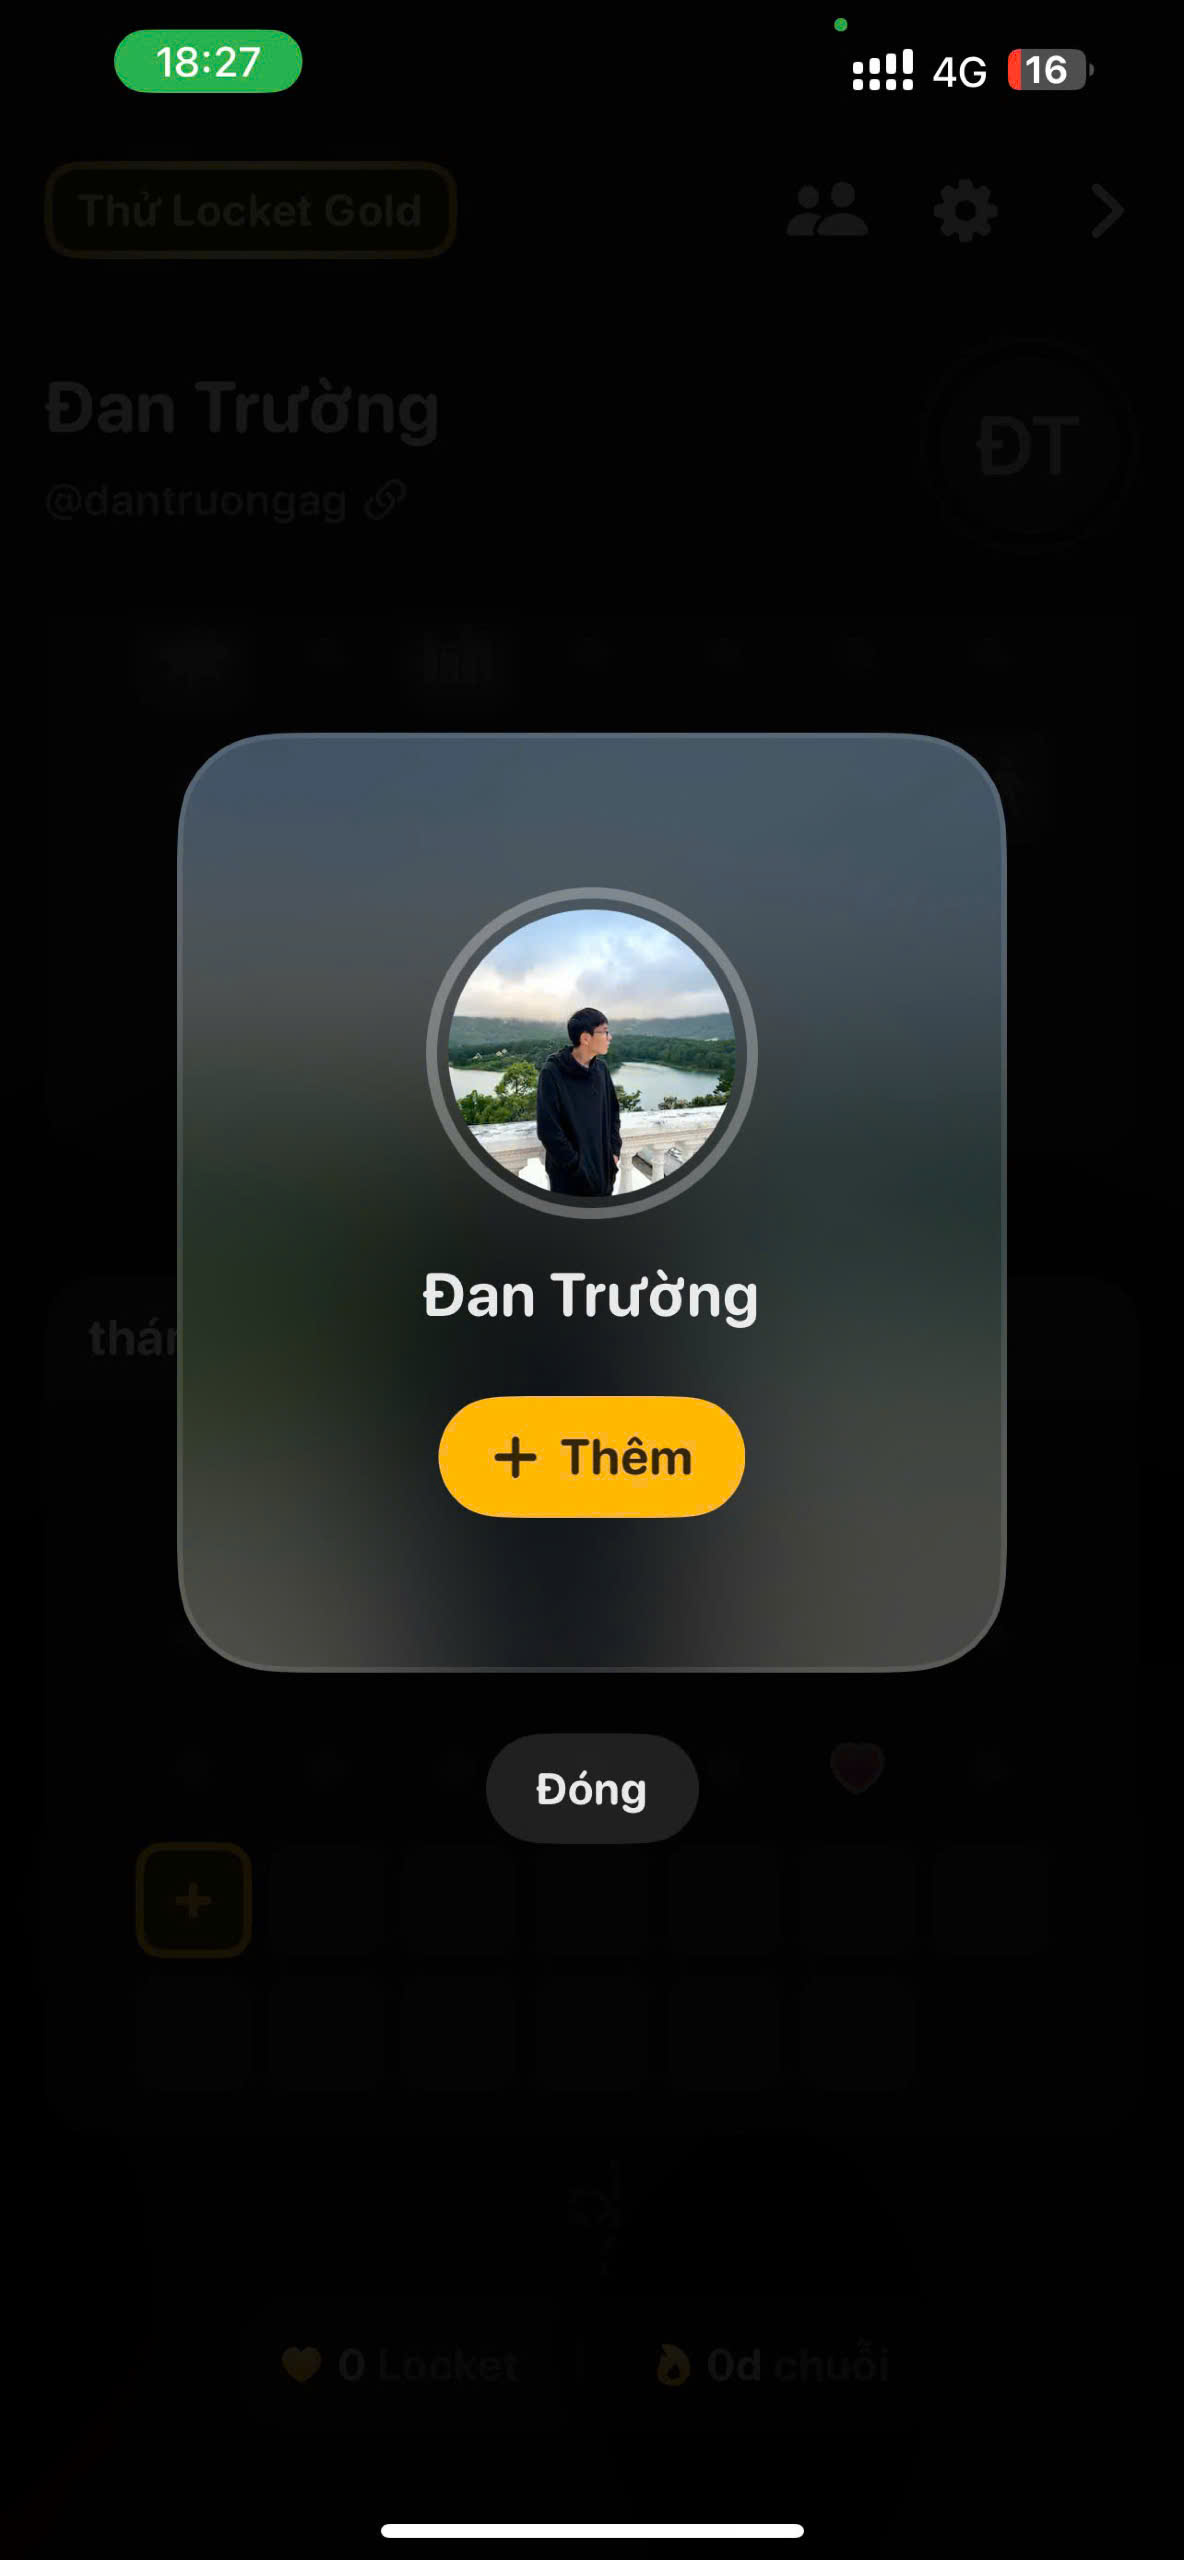 18:27
4G 16
Thử Locket Gold
Đan Trường
ĐT
@dantruongag
Đan Trường
thán
+ Thêm
Đóng
0 Locket
0d chuỗi